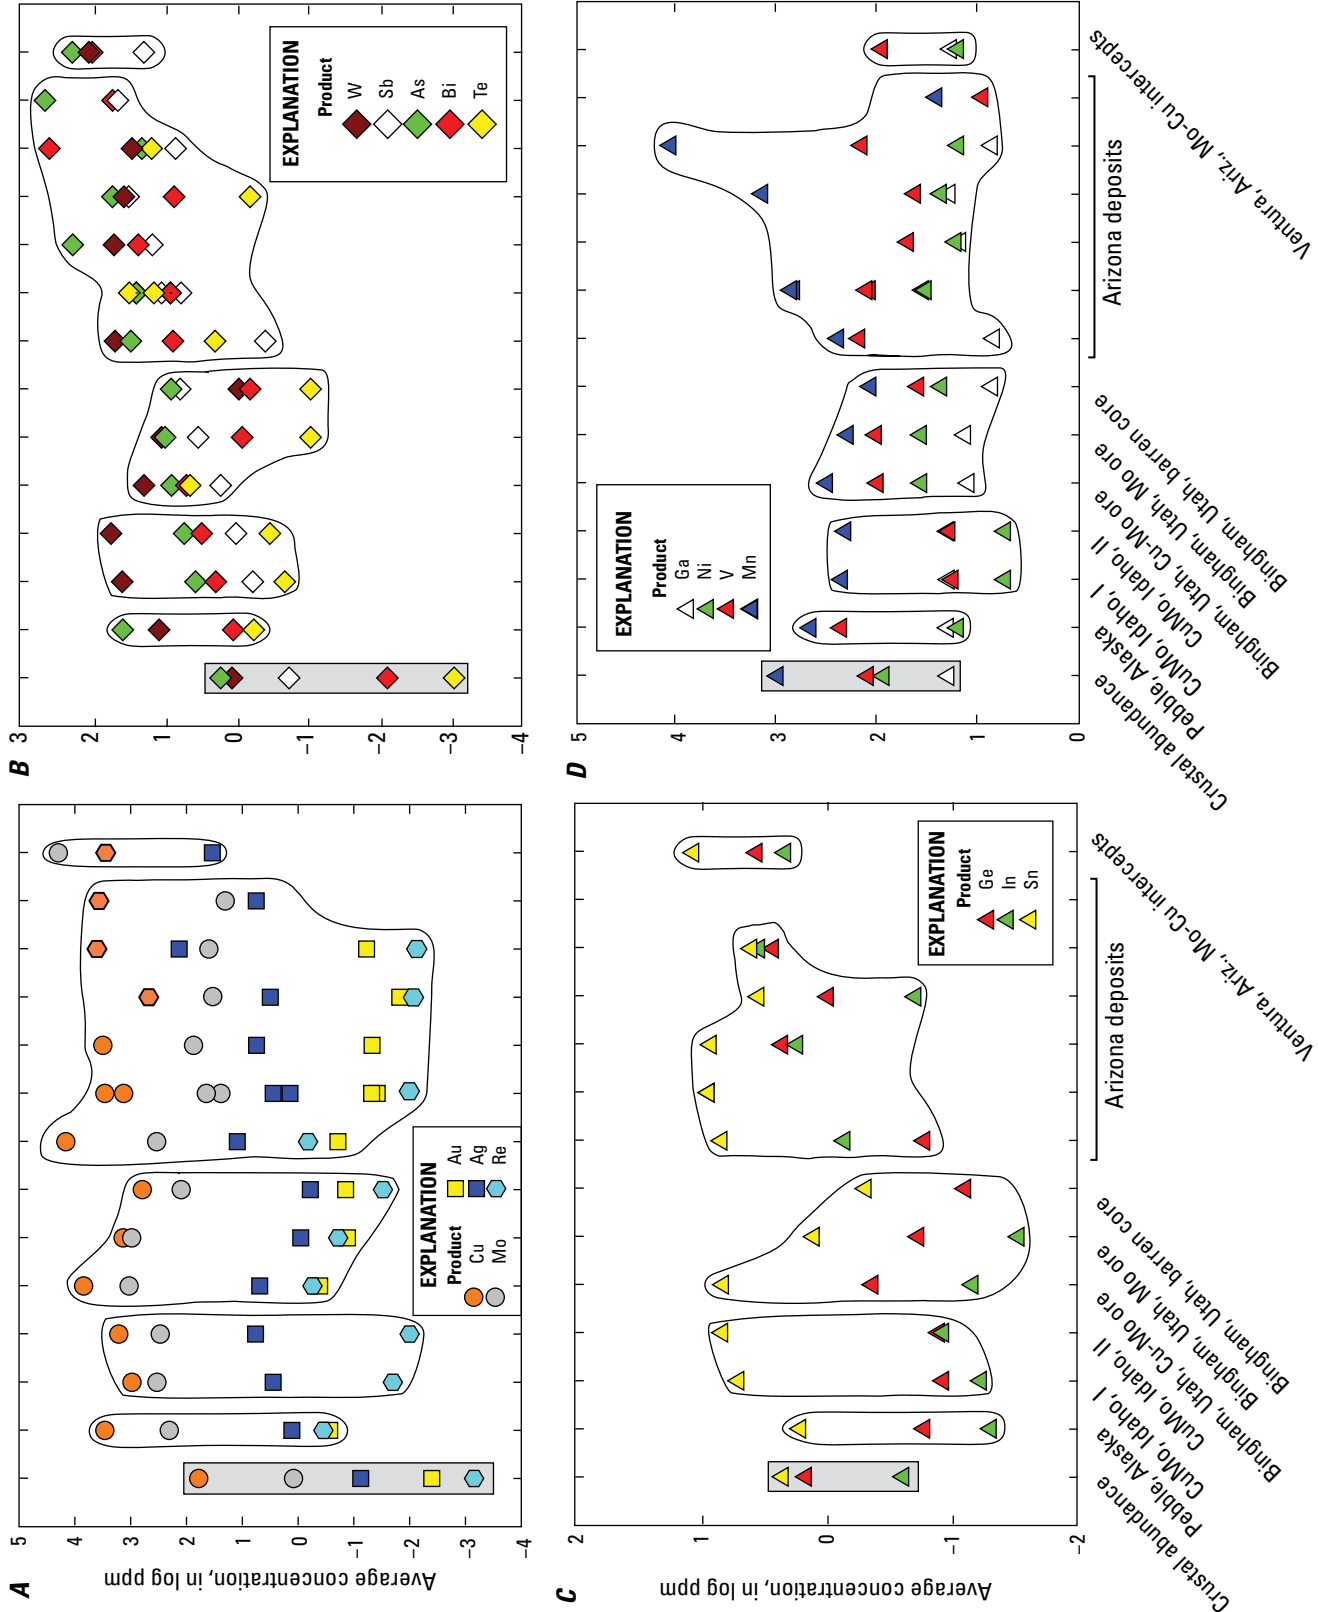 A
5
4
3
2
1
0
–1
–2
–3
–4
Average concentration, in log ppm
EXPLANATION
Product
Cu
Mo
Au
Ag
Re
B
3
2
1
0
–1
–2
–3
–4
EXPLANATION
Product
W
Sb
As
Bi
Te
C
2
1
0
–1
–2
Average concentration, in log ppm
EXPLANATION
Product
Ge
In
Sn
Crustal abundance
Pebble, Alaska
CuMo, Idaho, I
CuMo, Idaho, II
Bingham, Utah, Cu-Mo ore
Bingham, Utah, Mo ore
Bingham, Utah, barren core
Arizona deposits
Ventura, Ariz., Mo-Cu intercepts
D
5
4
3
2
1
0
EXPLANATION
Product
Ga
Ni
V
Mn
Crustal abundance
Pebble, Alaska
CuMo, Idaho, I
CuMo, Idaho, II
Bingham, Utah, Cu-Mo ore
Bingham, Utah, Mo ore
Bingham, Utah, barren core
Arizona deposits
Ventura, Ariz., Mo-Cu intercepts